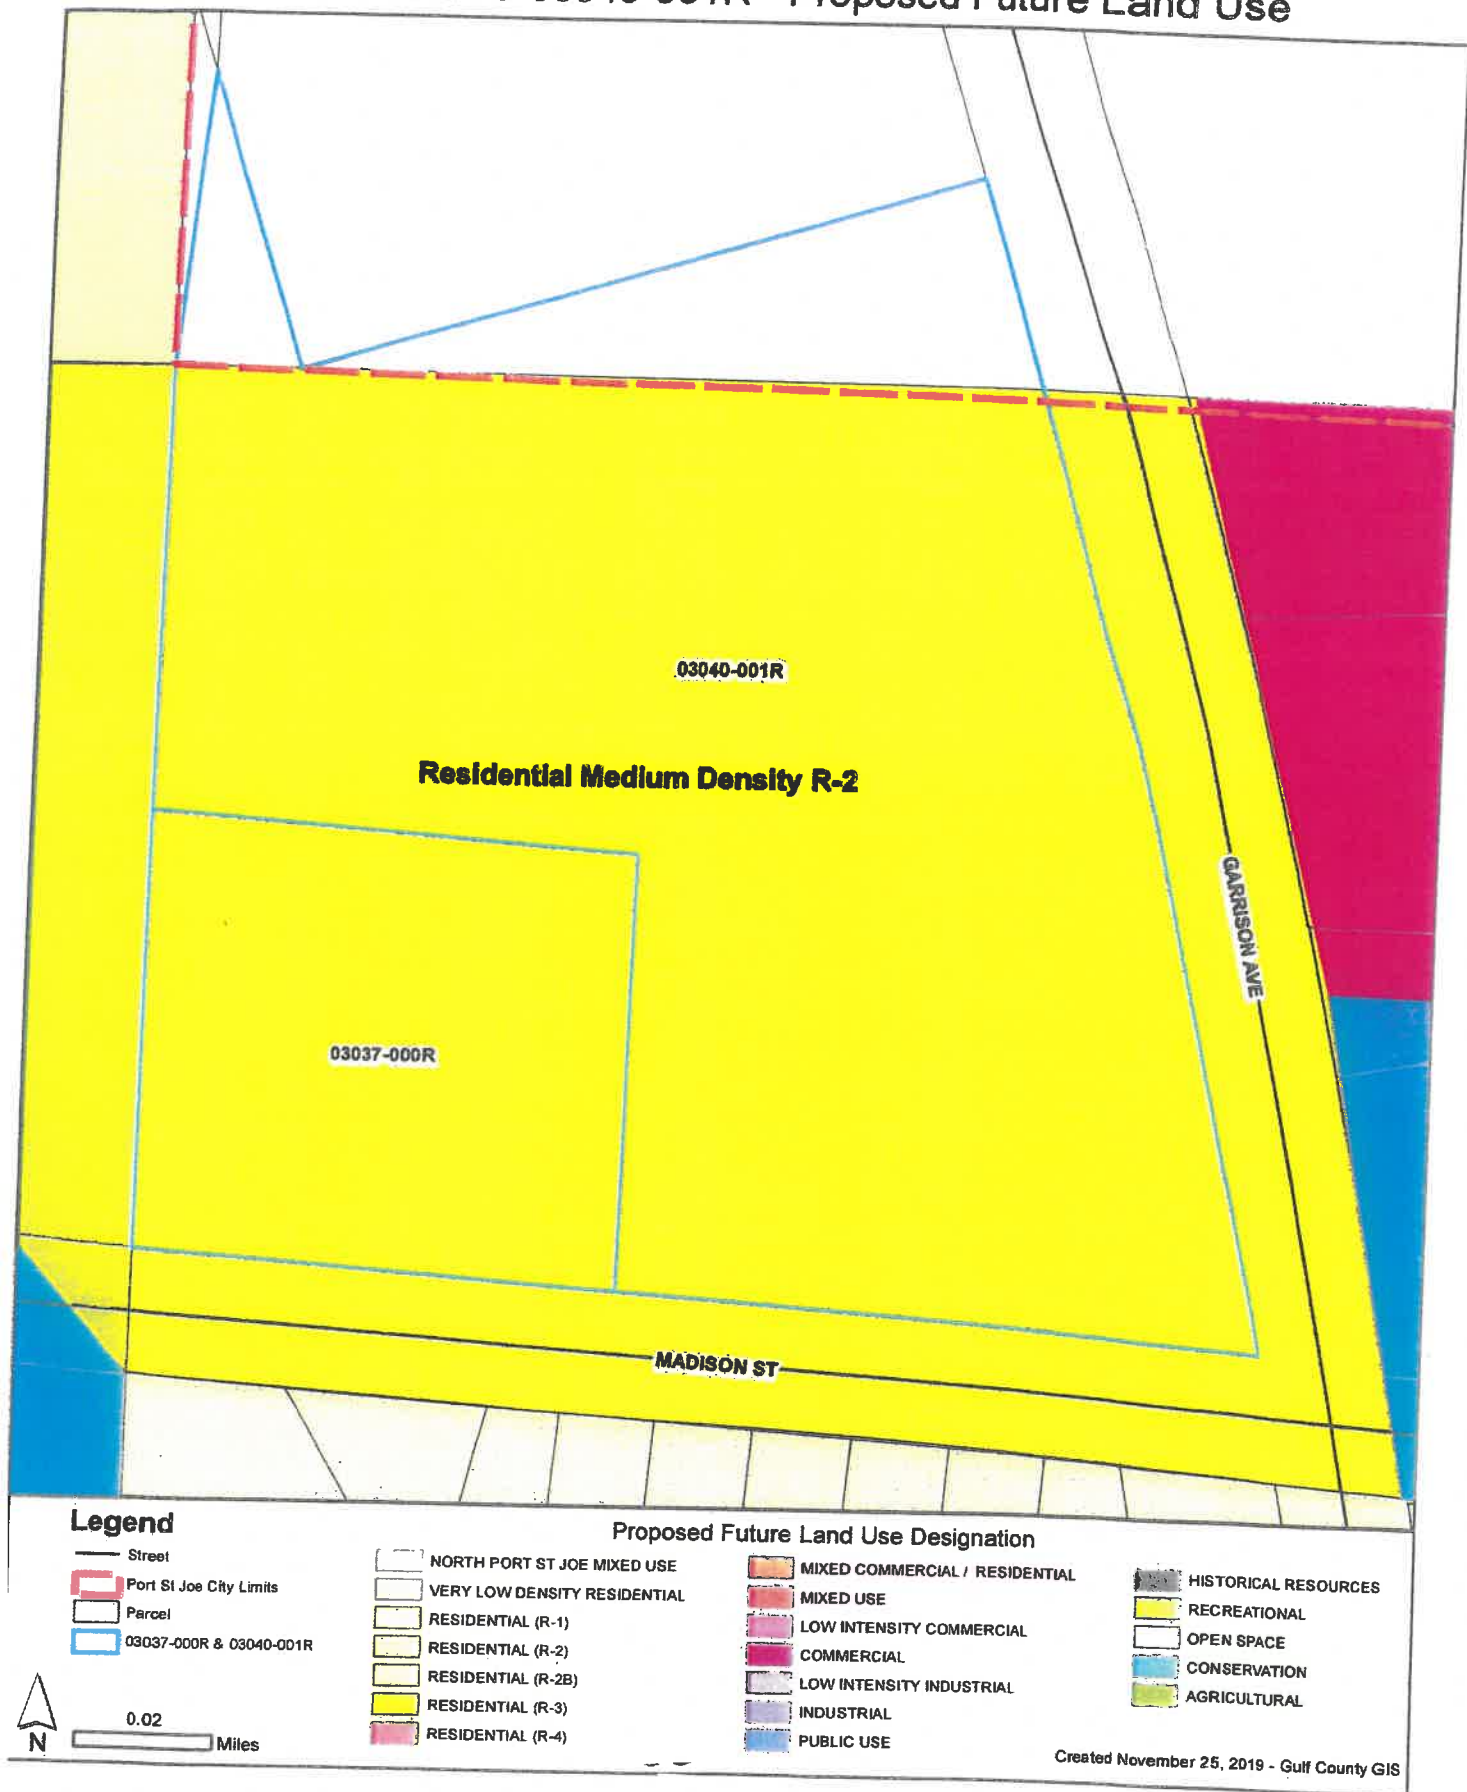 Proposed Future Land Use
.03040-001R
Residential Medium Density R-2
GARRISON AVE
03037-000R
MADISON ST
Legend
Street
Port St Joe City Limits
Parcel
03037-000R & 03040-001R
N
0.02
Miles
Proposed Future Land Use Designation
NORTH PORT ST JOE MIXED USE
VERY LOW DENSITY RESIDENTIAL
RESIDENTIAL (R-1)
RESIDENTIAL (R-2)
RESIDENTIAL (R-2B)
RESIDENTIAL (R-3)
RESIDENTIAL (R-4)
MIXED COMMERCIAL / RESIDENTIAL
MIXED USE
LOW INTENSITY COMMERCIAL
COMMERCIAL
LOW INTENSITY INDUSTRIAL
INDUSTRIAL
PUBLIC USE
HISTORICAL RESOURCES
RECREATIONAL
OPEN SPACE
CONSERVATION
AGRICULTURAL
Created November 25, 2019 - Gulf County GIS